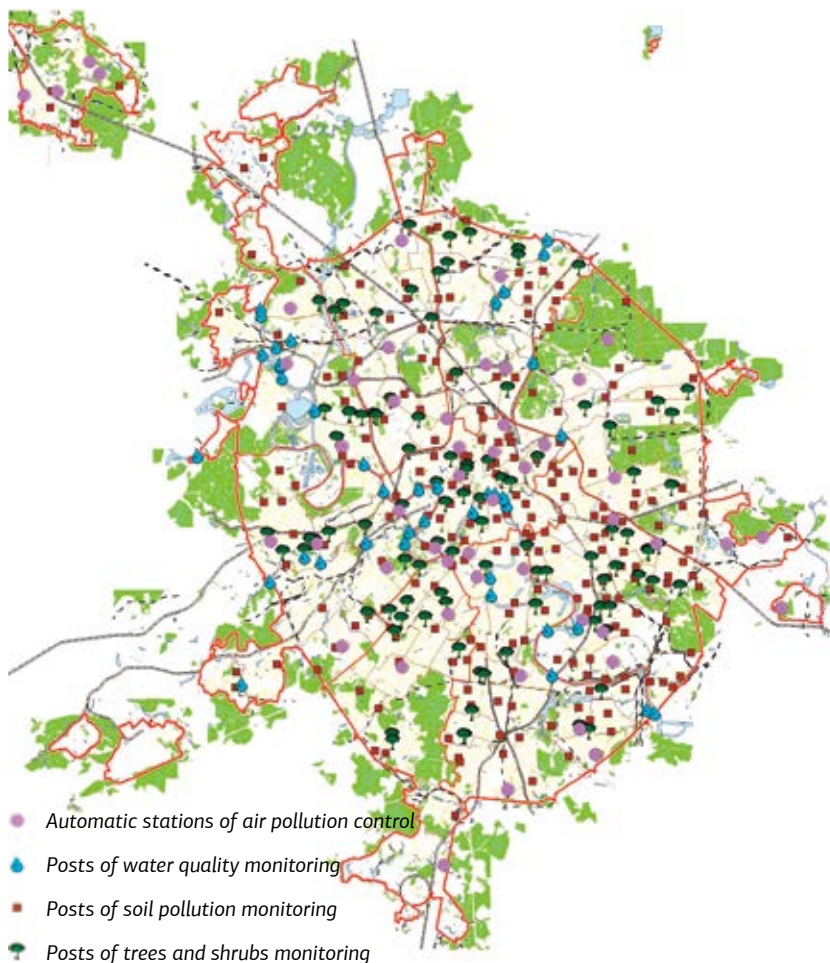 Automatic stations of air pollution control
Posts of water quality monitoring
Posts of soil pollution monitoring
Posts of trees and shrubs monitoring